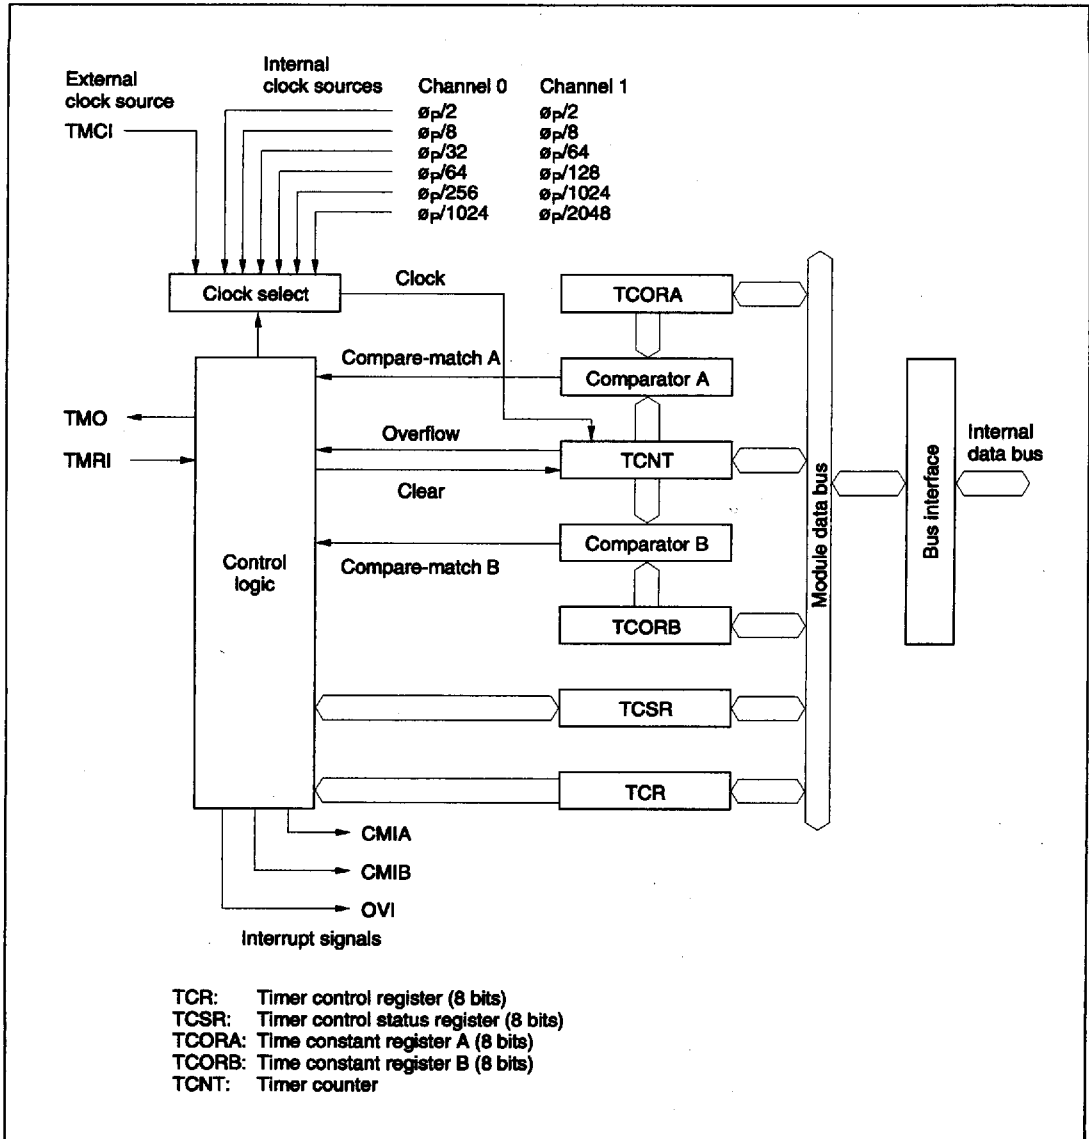 External
clock source
TMCI
Internal
clock sources
Channel 0 Channel 1
øP/2 øP/2
øP/8 øP/8
øP/32 øP/64
øP/64 øP/128
øP/256 øP/1024
øP/1024 øP/2048
Clock select
Clock
TCORA
Compare-match A
Comparator A
TMO
TMRI
Overflow
TCNT
Clear
Internal
data bus
Control
logic
Comparator B
Compare-match B
Module data bus
Bus interface
TCORB
TCSR
TCR
CMIA
CMIB
OVI
Interrupt signals
TCR: Timer control register (8 bits)
TCSR: Timer control status register (8 bits)
TCORA: Time constant register A (8 bits)
TCORB: Time constant register B (8 bits)
TCNT: Timer counter